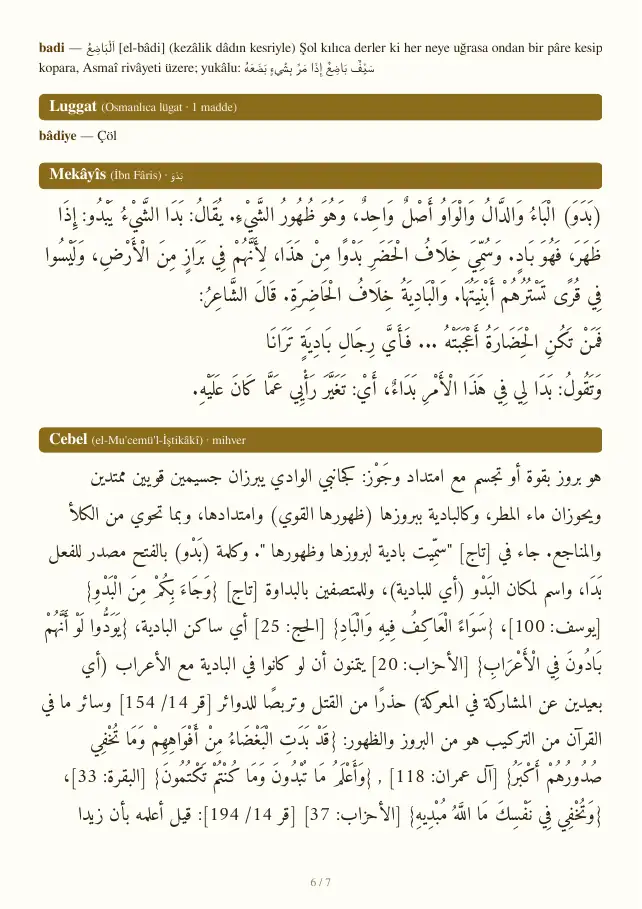 badi — اَلْبَاضِعُ [el-bâdi] (kezâlik dâdın kesriyle) Şol kılıca derler ki her neye uğrasa ondan bir pâre kesip
kopara, Asmaî rivâyeti üzere; yukâlu: سَيْفٌ بَاضِعٌ إِذَا مَرَّ بِشَيْءٍ بَضَعَهُ
Luggat (Osmanlıca lügat · 1 madde)
bâdiye — Çöl
Mekâyîs (İbn Fâris) · بَدَوَ
(بَدَوَ) الْبَاءُ وَالدَّالُ وَالْوَاوُ أَصْلٌ وَاحِدٌ، وَهُوَ ظُهُورُ الشَّيْءِ. يُقَالُ: بَدَا الشَّيْءُ يَبْدُو: إِذَا
ظَهَرَ، فَهُوَ بَادٍ. وَسُمِّيَ خِلَافُ الْحَضَرِ بَدْوًا مِنْ هَذَا، لِأَنَّهُمْ فِي بَرَازٍ مِنَ الْأَرْضِ، وَلَيْسُوا
فِي قُرًى تَسْتُرُهُمْ أَبْنِيَتُهَا. وَالْبَادِيَةُ خِلَافُ الْحَاضِرَةِ. قَالَ الشَّاعِرُ:
فَمَنْ تَكُنِ الْحِضَارَةُ أَعْجَبَتْهُ ... فَأَيَّ رِجَالِ بَادِيَةٍ تَرَانَا
وَتَقُولُ: بَدَا لِي فِي هَذَا الْأَمْرِ بَدَاءٌ، أَيْ: تَغَيَّرَ رَأْيِي عَمَّا كَانَ عَلَيْهِ.
Cebel (el-Mu'cemü'l-İştikâkî) · mihver
هو بروز بقوة أو تجسم مع امتداد وجَوْز: كجانبي الوادي يبرزان جسيمين قويين ممتدين
ويحوزان ماء المطر، وكالبادية ببروزها (ظهورها القوي) وامتدادها، وبما تحوي من الكلأ
والمناجع. جاء في [تاج] "سمِّيت بادية لبروزها وظهورها ". وكلمة (بَدْو) بالفتح مصدر للفعل
بَدَا، واسم لمكان البَدْو (أي للبادية)، وللمتصفين بالبداوة [تاج] {وَجَاءَ بِكُمْ مِنَ الْبَدْوِ}
[يوسف: 100]، {سَوَاءً الْعَاكِفُ فِيهِ وَالْبَادِ} [الحج: 25] أي ساكن البادية، {يَوَدُّوا لَوْ أَنَّهُمْ
بَادُونَ فِي الْأَعْرَابِ} [الأحزاب: 20] يتمنون أن لو كانوا في البادية مع الأعراب (أي
بعيدين عن المشاركة في المعركة) حذرًا من القتل وتربصًا للدوائر [قر 14/ 154] وسائر ما في
القرآن من التركيب هو من البروز والظهور: {قَدْ بَدَتِ الْبَغْضَاءُ مِنْ أَفْوَاهِهِمْ وَمَا تُخْفِي
صُدُورُهُمْ أَكْبَرُ} [آل عمران: 118] , {وَأَعْلَمُ مَا تُبْدُونَ وَمَا كُنْتُمْ تَكْتُمُونَ} [البقرة: 33]،
{وَتُخْفِي فِي نَفْسِكَ مَا اللَّهُ مُبْدِيهِ} [الأحزاب: 37] [قر 14/ 194]: قيل أعلمه بأن زيدا
6 / 7